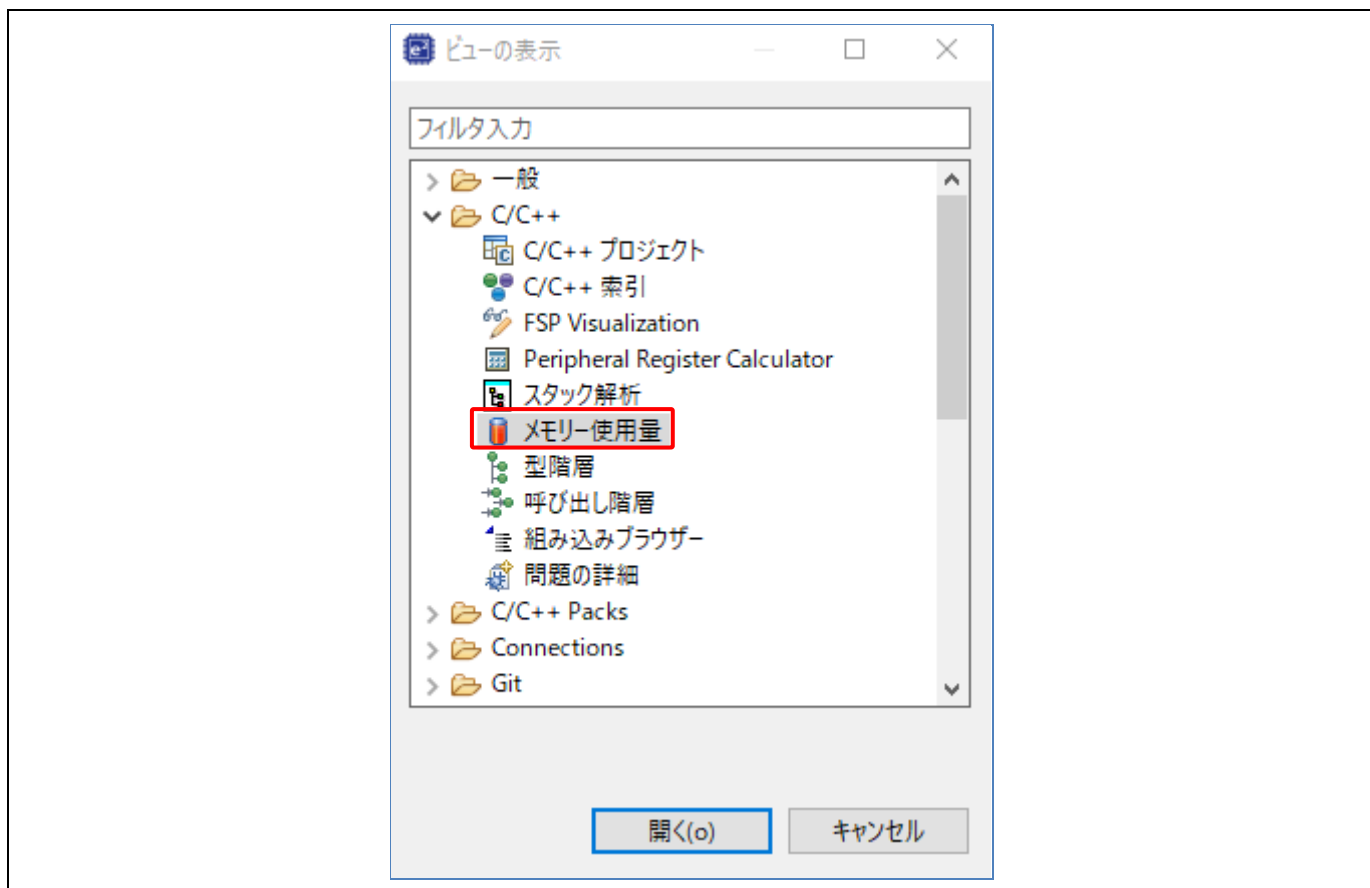 ビューの表示
フィルタ入力
一般
C/C++
C/C++ プロジェクト
C/C++ 索引
FSP Visualization
Peripheral Register Calculator
スタック解析
メモリー使用量
型階層
呼び出し階層
組み込みブラウザー
問題の詳細
C/C++ Packs
Connections
Git
開く(o) キャンセル